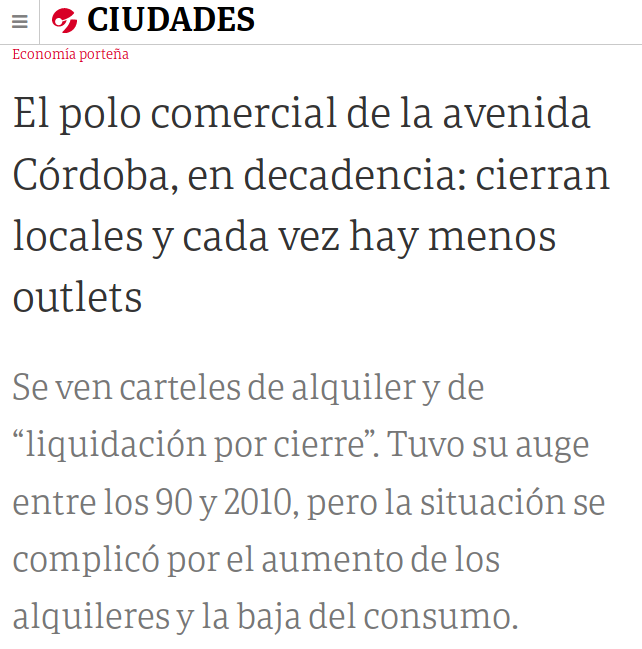 CIUDADES
Economía porteña
El polo comercial de la avenida
Córdoba, en decadencia: cierran
locales y cada vez hay menos
outlets
Se ven carteles de alquiler y de
“liquidación por cierre”. Tuvo su auge
entre los 90 y 2010, pero la situación se
complicó por el aumento de los
alquileres y la baja del consumo.